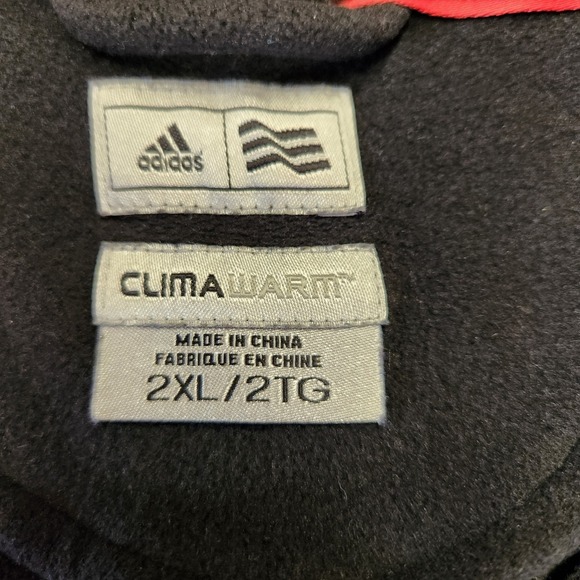 adidas
CLIMAWARM™
MADE IN CHINA
FABRIQUE EN CHINE
2XL/2TG